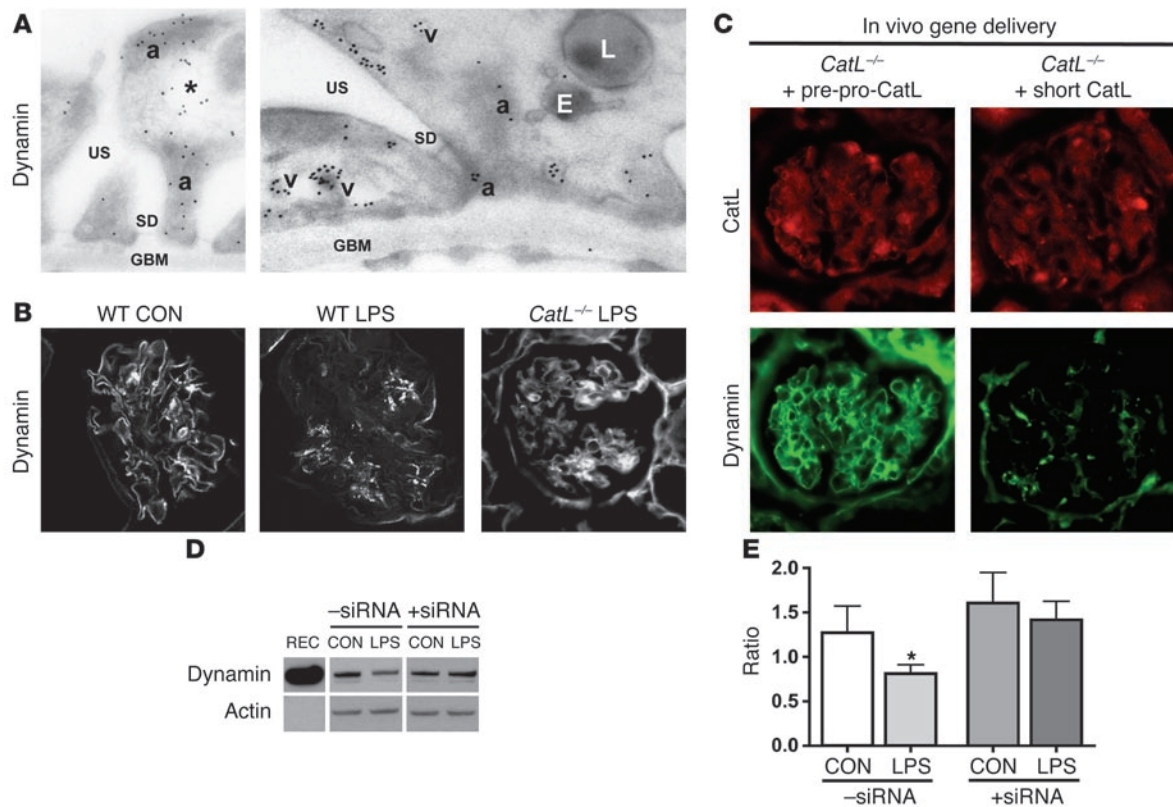 A
Dynamin
a
*
US
a
SD
GBM
v
L
US
a
E
SD
v
v
a
GBM
B
WT CON
WT LPS
CatL–/– LPS
Dynamin
C
In vivo gene delivery
CatL–/–
+ pre-pro-CatL
CatL–/–
+ short CatL
CatL
Dynamin
D
–siRNA +siRNA
REC CON LPS CON LPS
Dynamin
Actin
E
Ratio
2.0
1.5
1.0
0.5
0.0
*
CON LPS CON LPS
–siRNA +siRNA